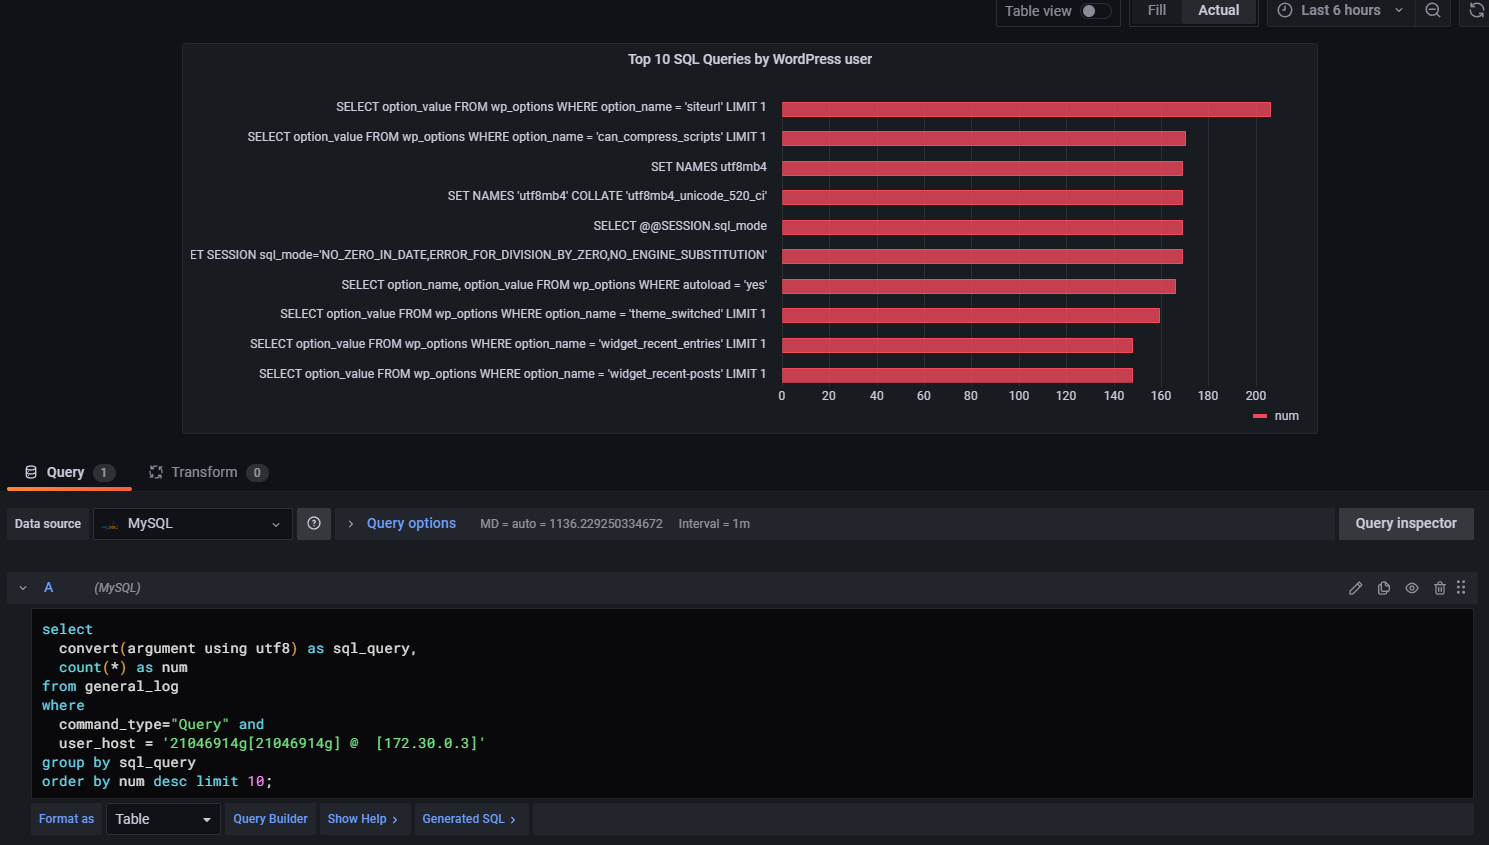 Table view Fill Actual Last 6 hours
Top 10 SQL Queries by WordPress user
SELECT option_value FROM wp_options WHERE option_name = 'siteurl' LIMIT 1
SELECT option_value FROM wp_options WHERE option_name = 'can_compress_scripts' LIMIT 1
SET NAMES utf8mb4
SET NAMES 'utf8mb4' COLLATE 'utf8mb4_unicode_520_ci'
SELECT @@SESSION.sql_mode
ET SESSION sql_mode='NO_ZERO_IN_DATE,ERROR_FOR_DIVISION_BY_ZERO,NO_ENGINE_SUBSTITUTION'
SELECT option_name, option_value FROM wp_options WHERE autoload = 'yes'
SELECT option_value FROM wp_options WHERE option_name = 'theme_switched' LIMIT 1
SELECT option_value FROM wp_options WHERE option_name = 'widget_recent_entries' LIMIT 1
SELECT option_value FROM wp_options WHERE option_name = 'widget_recent-posts' LIMIT 1
0 20 40 60 80 100 120 140 160 180 200
num
Query 1 Transform 0
Data source MySQL Query options MD = auto = 1136.229250334672 Interval = 1m Query inspector
A (MySQL)
select
convert(argument using utf8) as sql_query,
count(*) as num
from general_log
where
command_type="Query" and
user_host = '21046914g[21046914g] @  [172.30.0.3]'
group by sql_query
order by num desc limit 10;
Format as Table Query Builder Show Help > Generated SQL >